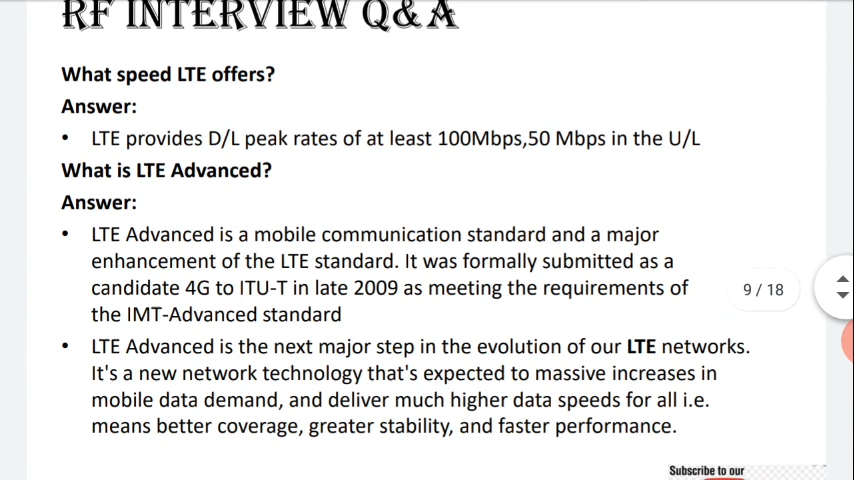 RF INTERVIEW Q&A
What speed LTE offers?
Answer:
• LTE provides D/L peak rates of at least 100Mbps,50 Mbps in the U/L
What is LTE Advanced?
Answer:
• LTE Advanced is a mobile communication standard and a major
enhancement of the LTE standard. It was formally submitted as a
candidate 4G to ITU-T in late 2009 as meeting the requirements of
the IMT-Advanced standard
9 / 18
• LTE Advanced is the next major step in the evolution of our LTE networks.
It's a new network technology that's expected to massive increases in
mobile data demand, and deliver much higher data speeds for all i.e.
means better coverage, greater stability, and faster performance.
Subscribe to our